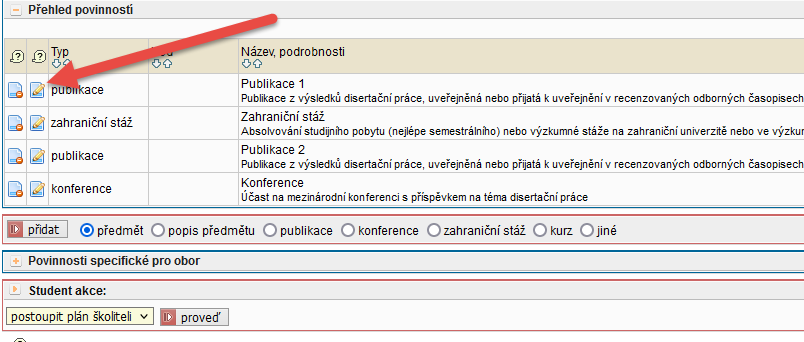 Přehled povinností
Typ
Název, podrobnosti
publikace
Publikace 1
Publikace z výsledků disertační práce, uveřejněná nebo přijatá k uveřejnění v recenzovaných odborných časopisech
zahraniční stáž
Zahraniční stáž
Absolvování studijního pobytu (nejlépe semestrálního) nebo výzkumné stáže na zahraniční univerzitě nebo ve výzkum
publikace
Publikace 2
Publikace z výsledků disertační práce, uveřejněná nebo přijatá k uveřejnění v recenzovaných odborných časopisech
konference
Konference
Účast na mezinárodní konferenci s příspěvkem na téma disertační práce
přidat předmět popis předmětu publikace konference zahraniční stáž kurz jiné
Povinnosti specifické pro obor
Student akce:
postoupit plán školiteli proveď